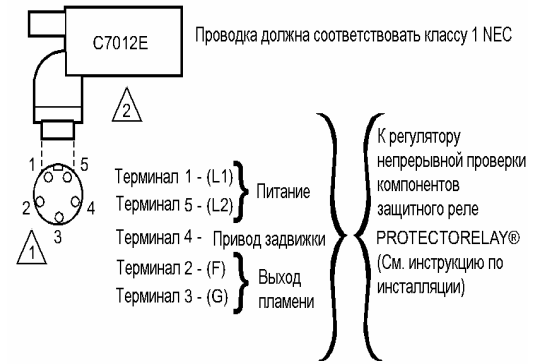 C7012E
Проводка должна соответствовать классу 1 NEC
2
1 5
2 4
3
1
Терминал 1 - (L1)
Терминал 5 - (L2)
Питание
Терминал 4 - Привод задвижки
Терминал 2 - (F)
Терминал 3 - (G)
Выход
пламени
К регулятору
непрерывной проверки
компонентов
защитного реле
PROTECTORELAY®
(См. инструкцию по
инсталляции)